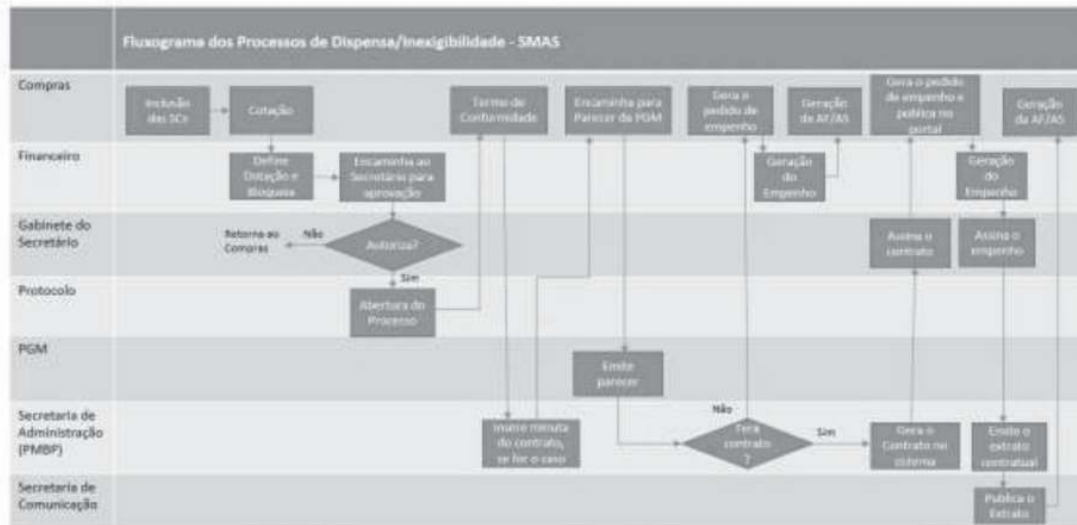 Fluxograma dos Processos de Dispensa/Inexigibilidade - SMAS
Compras
Inclusão
das SCs
Cotação
Termo de
Conformidade
Encaminha para
Parecer da PGM
Gera o
pedido de
empenho
Geração
da AF/AS
Gera o pedido
de empenho e
publica no
portal
Geração
da AF/AS
Financeiro
Define
Dotação e
Bloqueia
Encaminha ao
Secretário para
aprovação
Geração
do
Empenho
Geração
do
Empenho
Gabinete do
Secretário
Retorna ao
Compras
Não
Autoriza?
Sim
Assina o
contrato
Assina o
empenho
Protocolo
Abertura do
Processo
PGM
Emite
parecer
Secretaria de
Administração
(PMBP)
Insere minuta
do contrato,
se for o caso
Não
Terá
contrato
?
Sim
Gera o
Contrato no
sistema
Emite o
extrato
contratual
Secretaria de
Comunicação
Publica o
Extrato